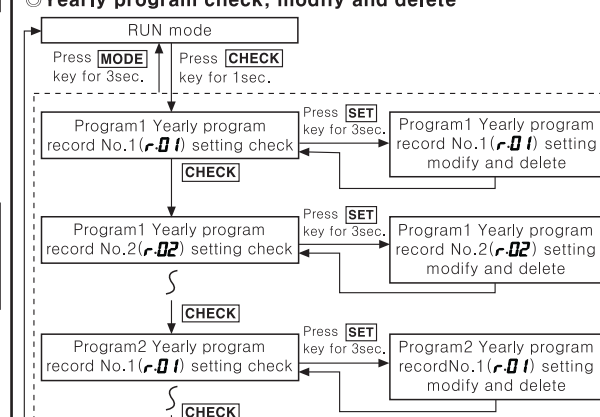 ◎Yearly program check, modify and delete
RUN mode
Press MODE
key for 3sec.
Press CHECK
key for 1sec.
Program1 Yearly program
record No.1(r.01) setting check
Press SET
key for 3sec.
Program1 Yearly program
record No.1(r.01) setting
modify and delete
CHECK
Program1 Yearly program
record No.2(r.02) setting check
Press SET
key for 3sec.
Program1 Yearly program
record No.2(r.02) setting
modify and delete
CHECK
Program2 Yearly program
record No.1(r.01) setting check
Press SET
key for 3sec.
Program2 Yearly program
recordNo.1(r.01) setting
modify and delete
CHECK